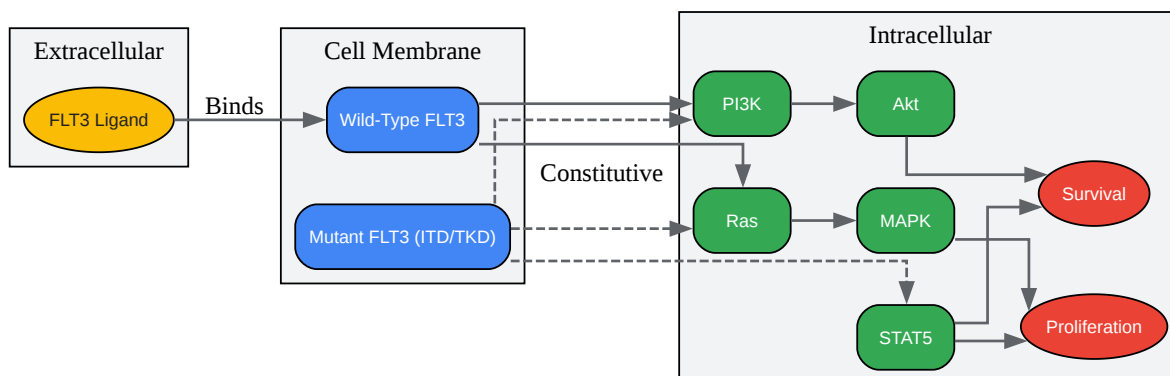 Extracellular
FLT3 Ligand
Binds
Cell Membrane
Wild-Type FLT3
Mutant FLT3 (ITD/TKD)
Constitutive
Intracellular
PI3K
Akt
Ras
MAPK
STAT5
Survival
Proliferation